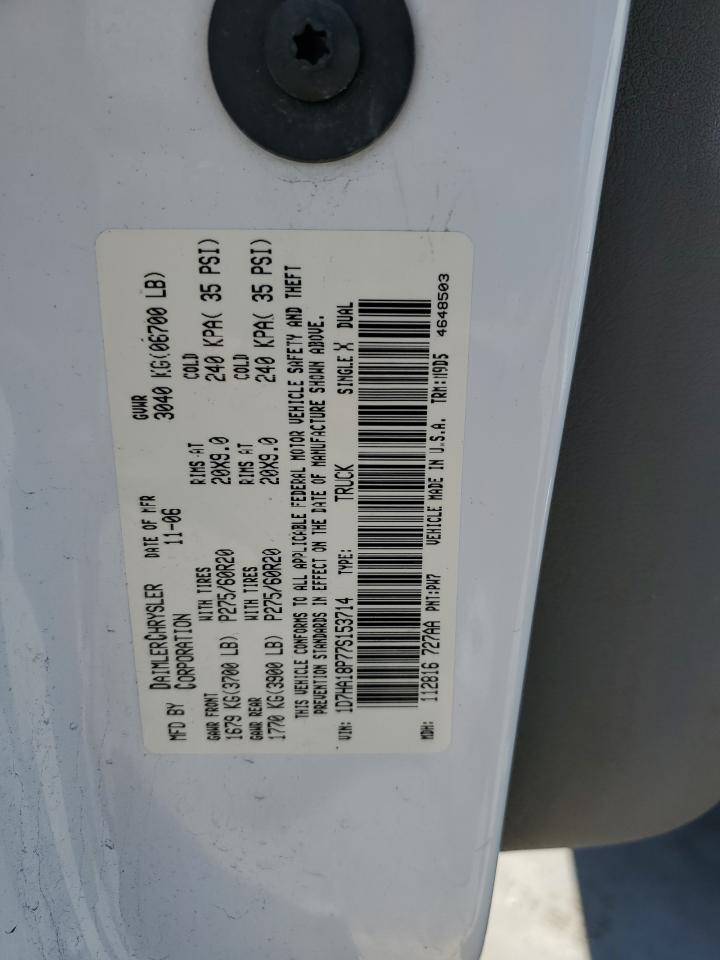 MFD BY DAIMLERCHRYSLER CORPORATION
DATE OF MFR 11-06
GVWR 3040 KG(06700 LB)
GAWR FRONT WITH TIRES RIMS AT COLD
1679 KG(3700 LB) P275/60R20 20X9.0 240 KPA( 35 PSI)
GAWR REAR WITH TIRES RIMS AT COLD
1770 KG(3900 LB) P275/60R20 20X9.0 240 KPA( 35 PSI)
THIS VEHICLE CONFORMS TO ALL APPLICABLE FEDERAL MOTOR VEHICLE SAFETY AND THEFT
PREVENTION STANDARDS IN EFFECT ON THE DATE OF MANUFACTURE SHOWN ABOVE.
VIN: 1D7HA18P77S153714 TYPE: TRUCK SINGLE X DUAL
MDH: 112816 727AA PNT:PW7 VEHICLE MADE IN U.S.A. TRM:M9D5
4648503